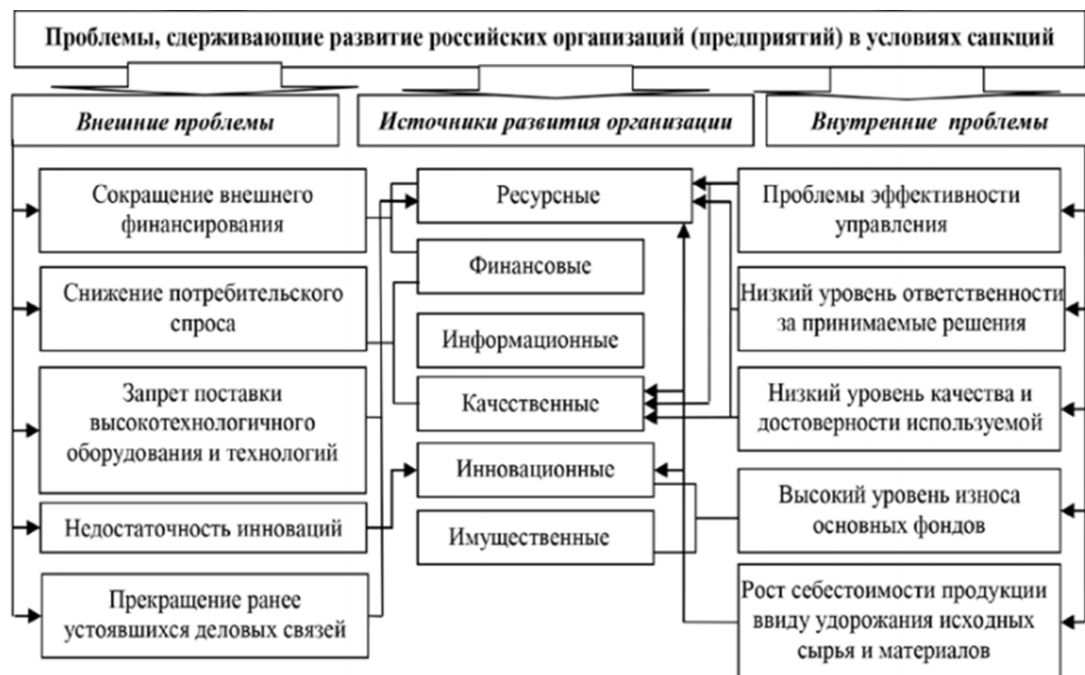 Проблемы, сдерживающие развитие российских организаций (предприятий) в условиях санкций
Внешние проблемы
Источники развития организации
Внутренние проблемы
Сокращение внешнего
финансирования
Снижение потребительского
спроса
Запрет поставки
высокотехнологичного
оборудования и технологий
Недостаточность инноваций
Прекращение ранее
устоявшихся деловых связей
Ресурсные
Финансовые
Информационные
Качественные
Инновационные
Имущественные
Проблемы эффективности
управления
Низкий уровень ответственности
за принимаемые решения
Низкий уровень качества и
достоверности используемой
Высокий уровень износа
основных фондов
Рост себестоимости продукции
ввиду удорожания исходных
сырья и материалов